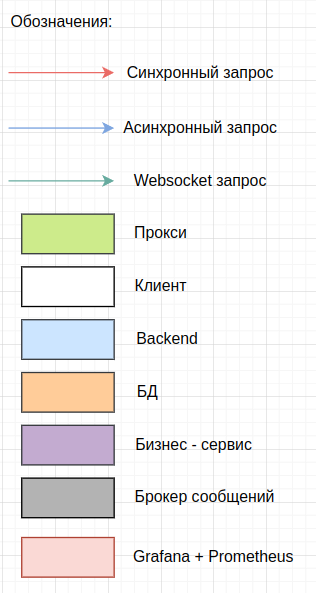 Обозначения:
Синхронный запрос
Асинхронный запрос
Websocket запрос
Прокси
Клиент
Backend
БД
Бизнес - сервис
Брокер сообщений
Grafana + Prometheus